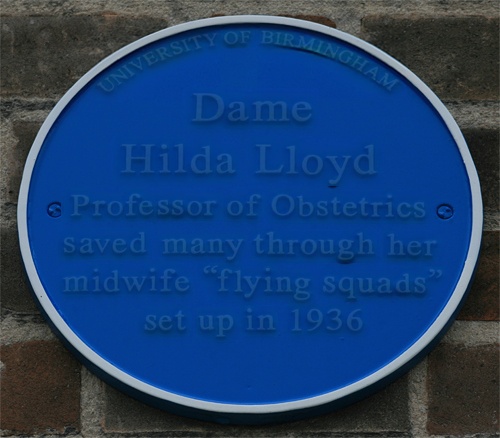 UNIVERSITY OF BIRMINGHAM
Dame
Hilda Lloyd
Professor of Obstetrics
saved many through her
midwife “flying squads”
set up in 1936